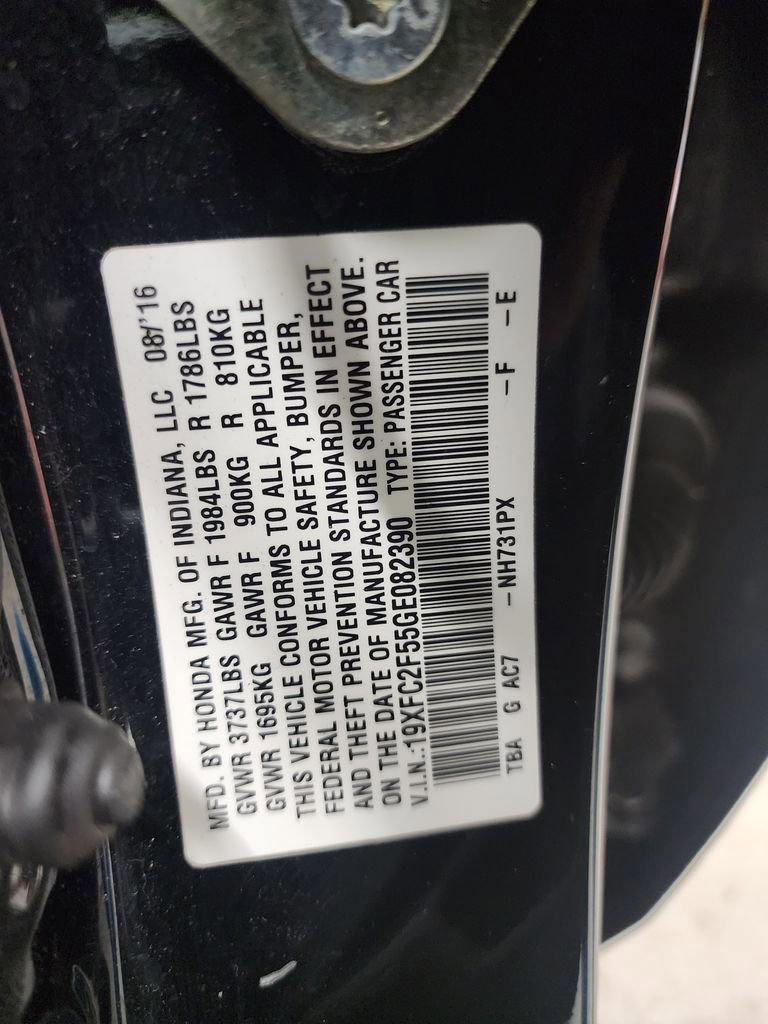 MFD. BY HONDA MFG. OF INDIANA, LLC 08/'16
GVWR 3737LBS GAWR F 1984LBS R 1786LBS
GVWR 1695KG GAWR F 900KG R 810KG
THIS VEHICLE CONFORMS TO ALL APPLICABLE
FEDERAL MOTOR VEHICLE SAFETY, BUMPER,
AND THEFT PREVENTION STANDARDS IN EFFECT
ON THE DATE OF MANUFACTURE SHOWN ABOVE.
V.I.N.:19XFC2F55GE082390 TYPE: PASSENGER CAR
TBA G AC7 -NH731PX -F -E